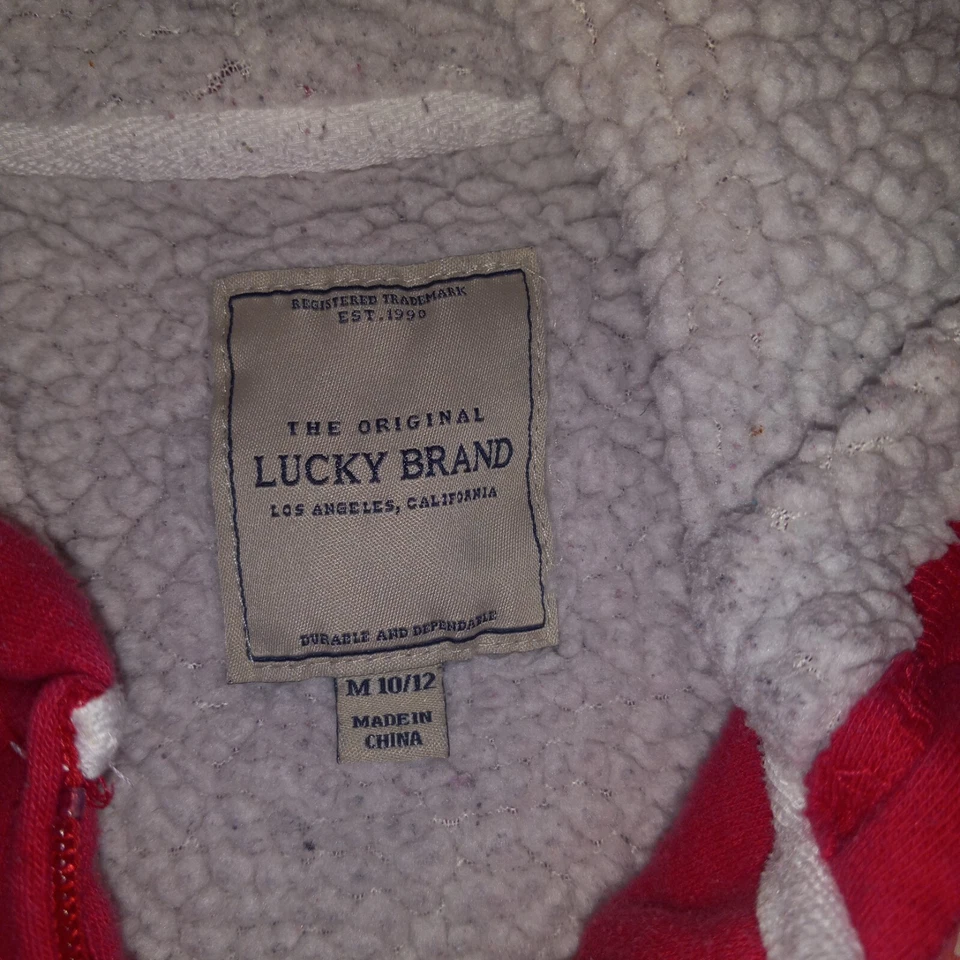 REGISTERED TRADEMARK
EST.1990
THE ORIGINAL
LUCKY BRAND
LOS ANGELES, CALIFORNIA
DURABLE AND DEPENDABLE
M 10/12
MADE IN
CHINA